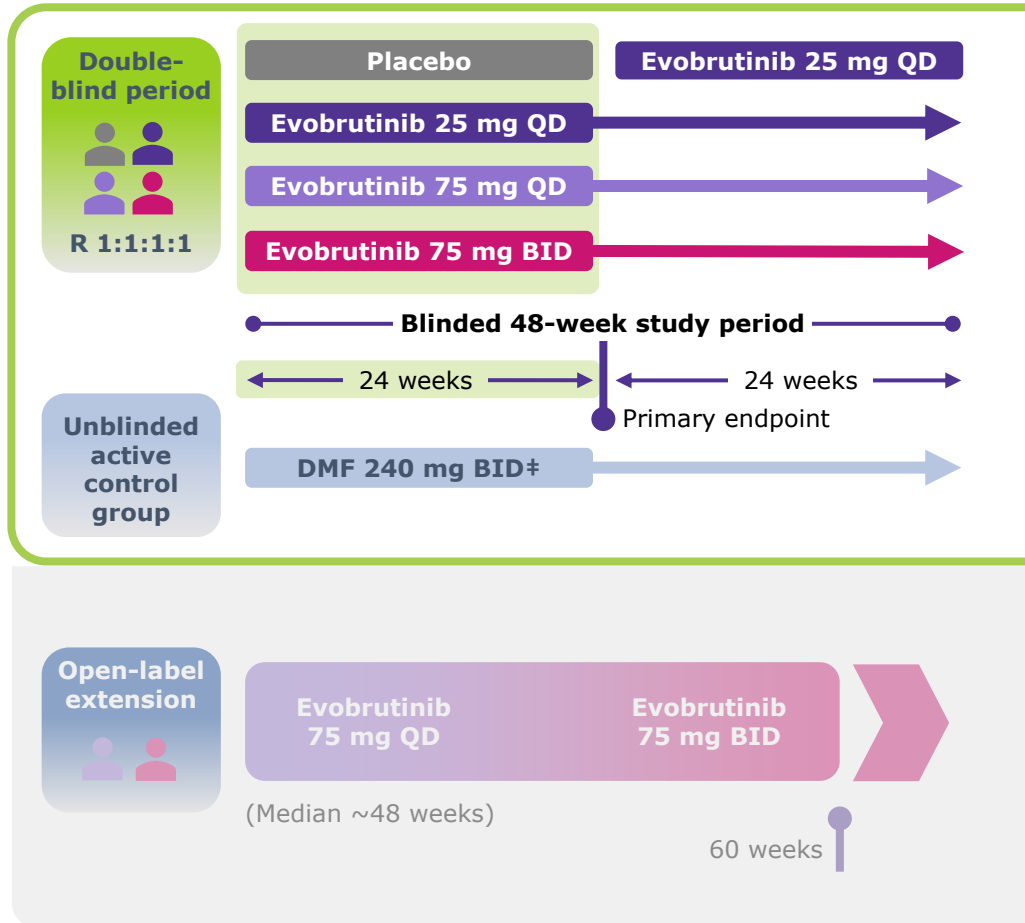 Double-
blind period
R 1:1:1:1
Placebo
Evobrutinib 25 mg QD
Evobrutinib 25 mg QD
Evobrutinib 75 mg QD
Evobrutinib 75 mg BID
Blinded 48-week study period
24 weeks
24 weeks
Primary endpoint
Unblinded
active
control
group
DMF 240 mg BID‡
Open-label
extension
Evobrutinib
75 mg QD
Evobrutinib
75 mg BID
(Median ~48 weeks)
60 weeks